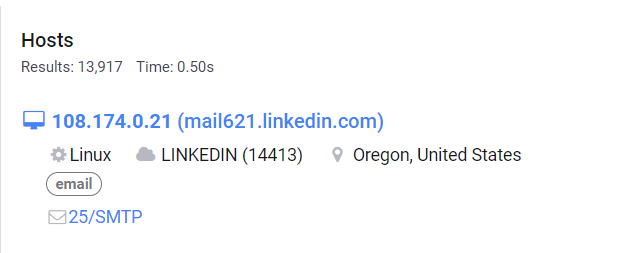 Hosts
Results: 13,917 Time: 0.50s
108.174.0.21 (mail621.linkedin.com)
Linux LINKEDIN (14413) Oregon, United States
email
25/SMTP